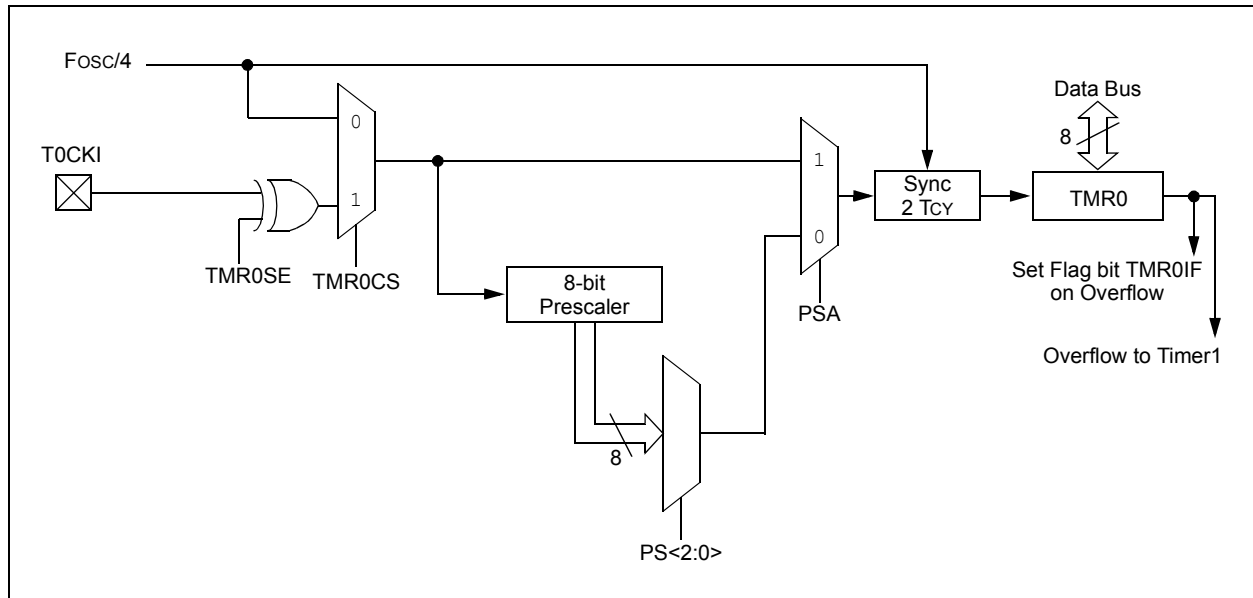 FOSC/4
Data Bus
8
T0CKI
0
1
TMR0SE
TMR0CS
1
0
PSA
Sync
2 TCY
TMR0
8-bit
Prescaler
Set Flag bit TMR0IF
on Overflow
Overflow to Timer1
8
PS<2:0>